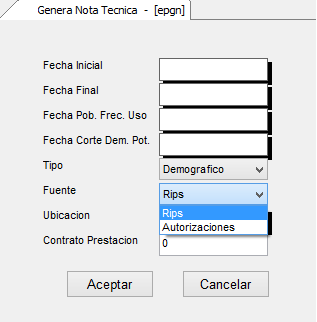 Genera Nota Tecnica - [epgn]
Fecha Inicial
Fecha Final
Fecha Pob. Frec. Uso
Fecha Corte Dem. Pot.
Tipo Demografico
Fuente Rips
Rips
Ubicacion
Autorizaciones
Contrato Prestacion 0
Aceptar Cancelar